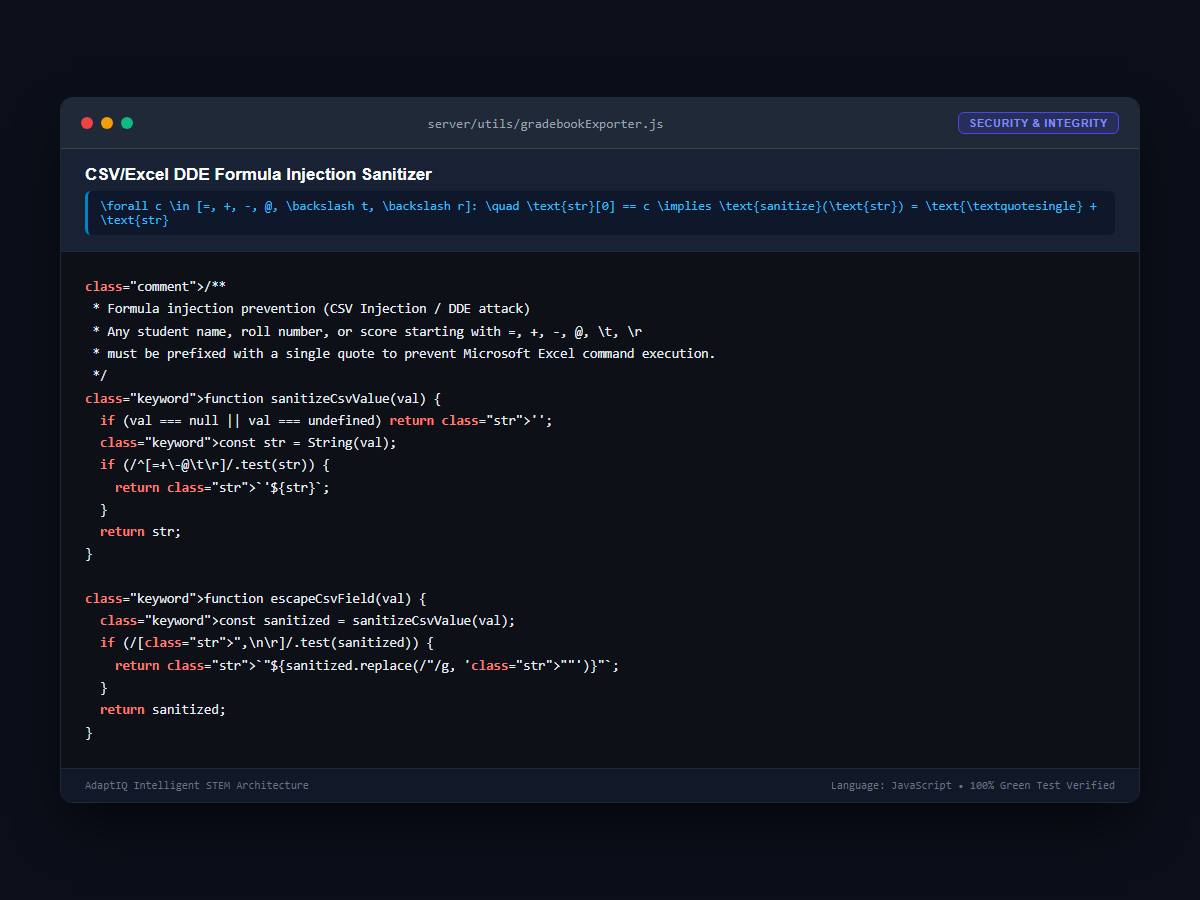 server/utils/gradebookExporter.js
SECURITY & INTEGRITY
CSV/Excel DDE Formula Injection Sanitizer
\forall c \in [=, +, -, @, \backslash t, \backslash r]: \quad \text{str}[0] == c \implies \text{sanitize}(\text{str}) = \text{\textquotesingle} +
\text{str}
class="comment">/**
 * Formula injection prevention (CSV Injection / DDE attack)
 * Any student name, roll number, or score starting with =, +, -, @, \t, \r
 * must be prefixed with a single quote to prevent Microsoft Excel command execution.
 */
class="keyword">function sanitizeCsvValue(val) {
  if (val === null || val === undefined) return class="str">'';
  class="keyword">const str = String(val);
  if (/^[=+\-@\t\r]/.test(str)) {
    return class="str">`'${str}`;
  }
  return str;
}

class="keyword">function escapeCsvField(val) {
  class="keyword">const sanitized = sanitizeCsvValue(val);
  if (/[class="str">",\n\r]/.test(sanitized)) {
    return class="str">`"${sanitized.replace(/"/g, 'class="str">""')}"`;
  }
  return sanitized;
}
AdaptIQ Intelligent STEM Architecture
Language: JavaScript • 100% Green Test Verified